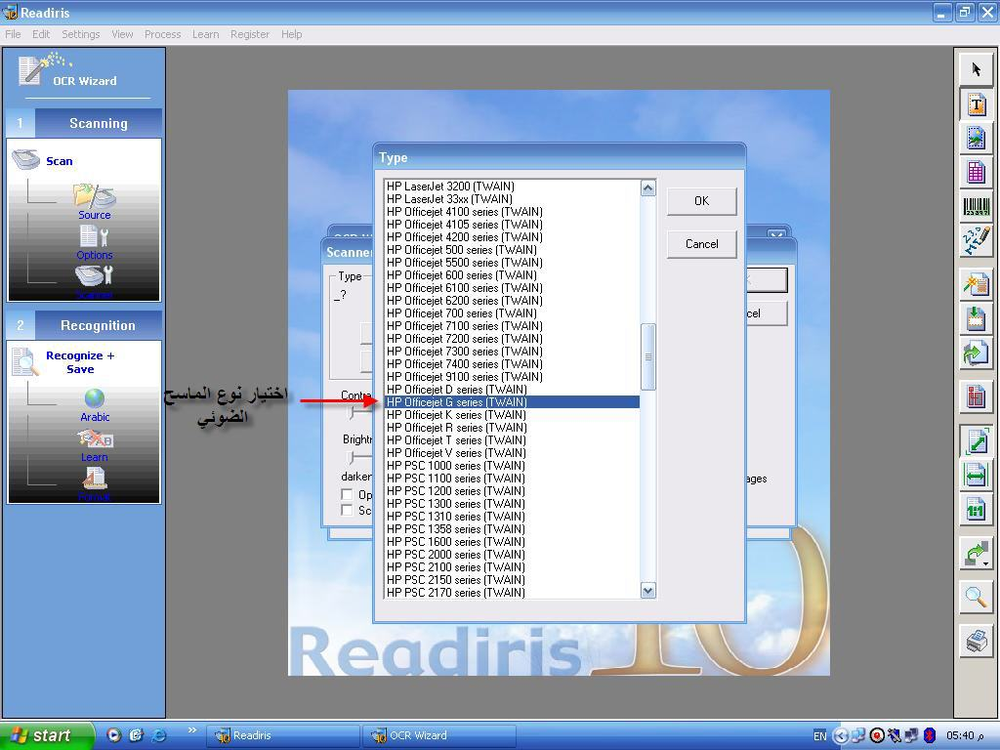 Readiris
File Edit Settings View Process Learn Register Help
OCR Wizard
1 Scanning
Scan
Source
Options
Scanner
2 Recognition
Recognize +
Save
Arabic
Learn
Format
اختيار نوع الماسح
الضوئي
Type
HP LaserJet 3200 (TWAIN)
HP LaserJet 33xx (TWAIN)
HP Officejet 4100 series (TWAIN)
HP Officejet 4105 series (TWAIN)
HP Officejet 4200 series (TWAIN)
HP Officejet 500 series (TWAIN)
HP Officejet 5500 series (TWAIN)
HP Officejet 600 series (TWAIN)
HP Officejet 6100 series (TWAIN)
HP Officejet 6200 series (TWAIN)
HP Officejet 700 series (TWAIN)
HP Officejet 7100 series (TWAIN)
HP Officejet 7200 series (TWAIN)
HP Officejet 7300 series (TWAIN)
HP Officejet 7400 series (TWAIN)
HP Officejet 9100 series (TWAIN)
HP Officejet D series (TWAIN)
HP Officejet G series (TWAIN)
HP Officejet K series (TWAIN)
HP Officejet R series (TWAIN)
HP Officejet T series (TWAIN)
HP Officejet V series (TWAIN)
HP PSC 1000 series (TWAIN)
HP PSC 1100 series (TWAIN)
HP PSC 1200 series (TWAIN)
HP PSC 1300 series (TWAIN)
HP PSC 1310 series (TWAIN)
HP PSC 1358 series (TWAIN)
HP PSC 1600 series (TWAIN)
HP PSC 2000 series (TWAIN)
HP PSC 2100 series (TWAIN)
HP PSC 2150 series (TWAIN)
HP PSC 2170 series (TWAIN)
OK
Cancel
Scanner
Type
_?
Contra
Brightn
darken
Op
Sc
cel
ages
Readiris 10
1:1
start
Readiris
OCR Wizard
EN
05:40 م